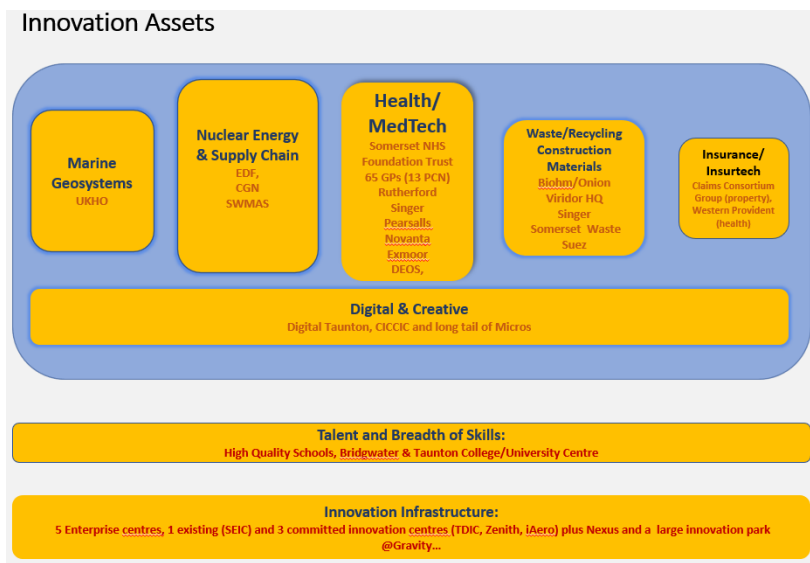 Innovation Assets
Marine
Geosystems
UKHO
Nuclear Energy
& Supply Chain
EDF,
CGN
SWMAS
Health/
MedTech
Somerset NHS
Foundation Trust
65 GPs (13 PCN)
Rutherford
Singer
Pearsalls
Novanta
Exmoor
DEOS,
Waste/Recycling
Construction
Materials
Biohm/Onion
Viridor HQ
Singer
Somerset Waste
Suez
Insurance/
Insurtech
Claims Consortium
Group (property),
Western Provident
(health)
Digital & Creative
Digital Taunton, CICCIC and long tail of Micros
Talent and Breadth of Skills:
High Quality Schools, Bridgwater & Taunton College/University Centre
Innovation Infrastructure:
5 Enterprise centres, 1 existing (SEIC) and 3 committed innovation centres (TDIC, Zenith, iAero) plus Nexus and a large innovation park
@Gravity...